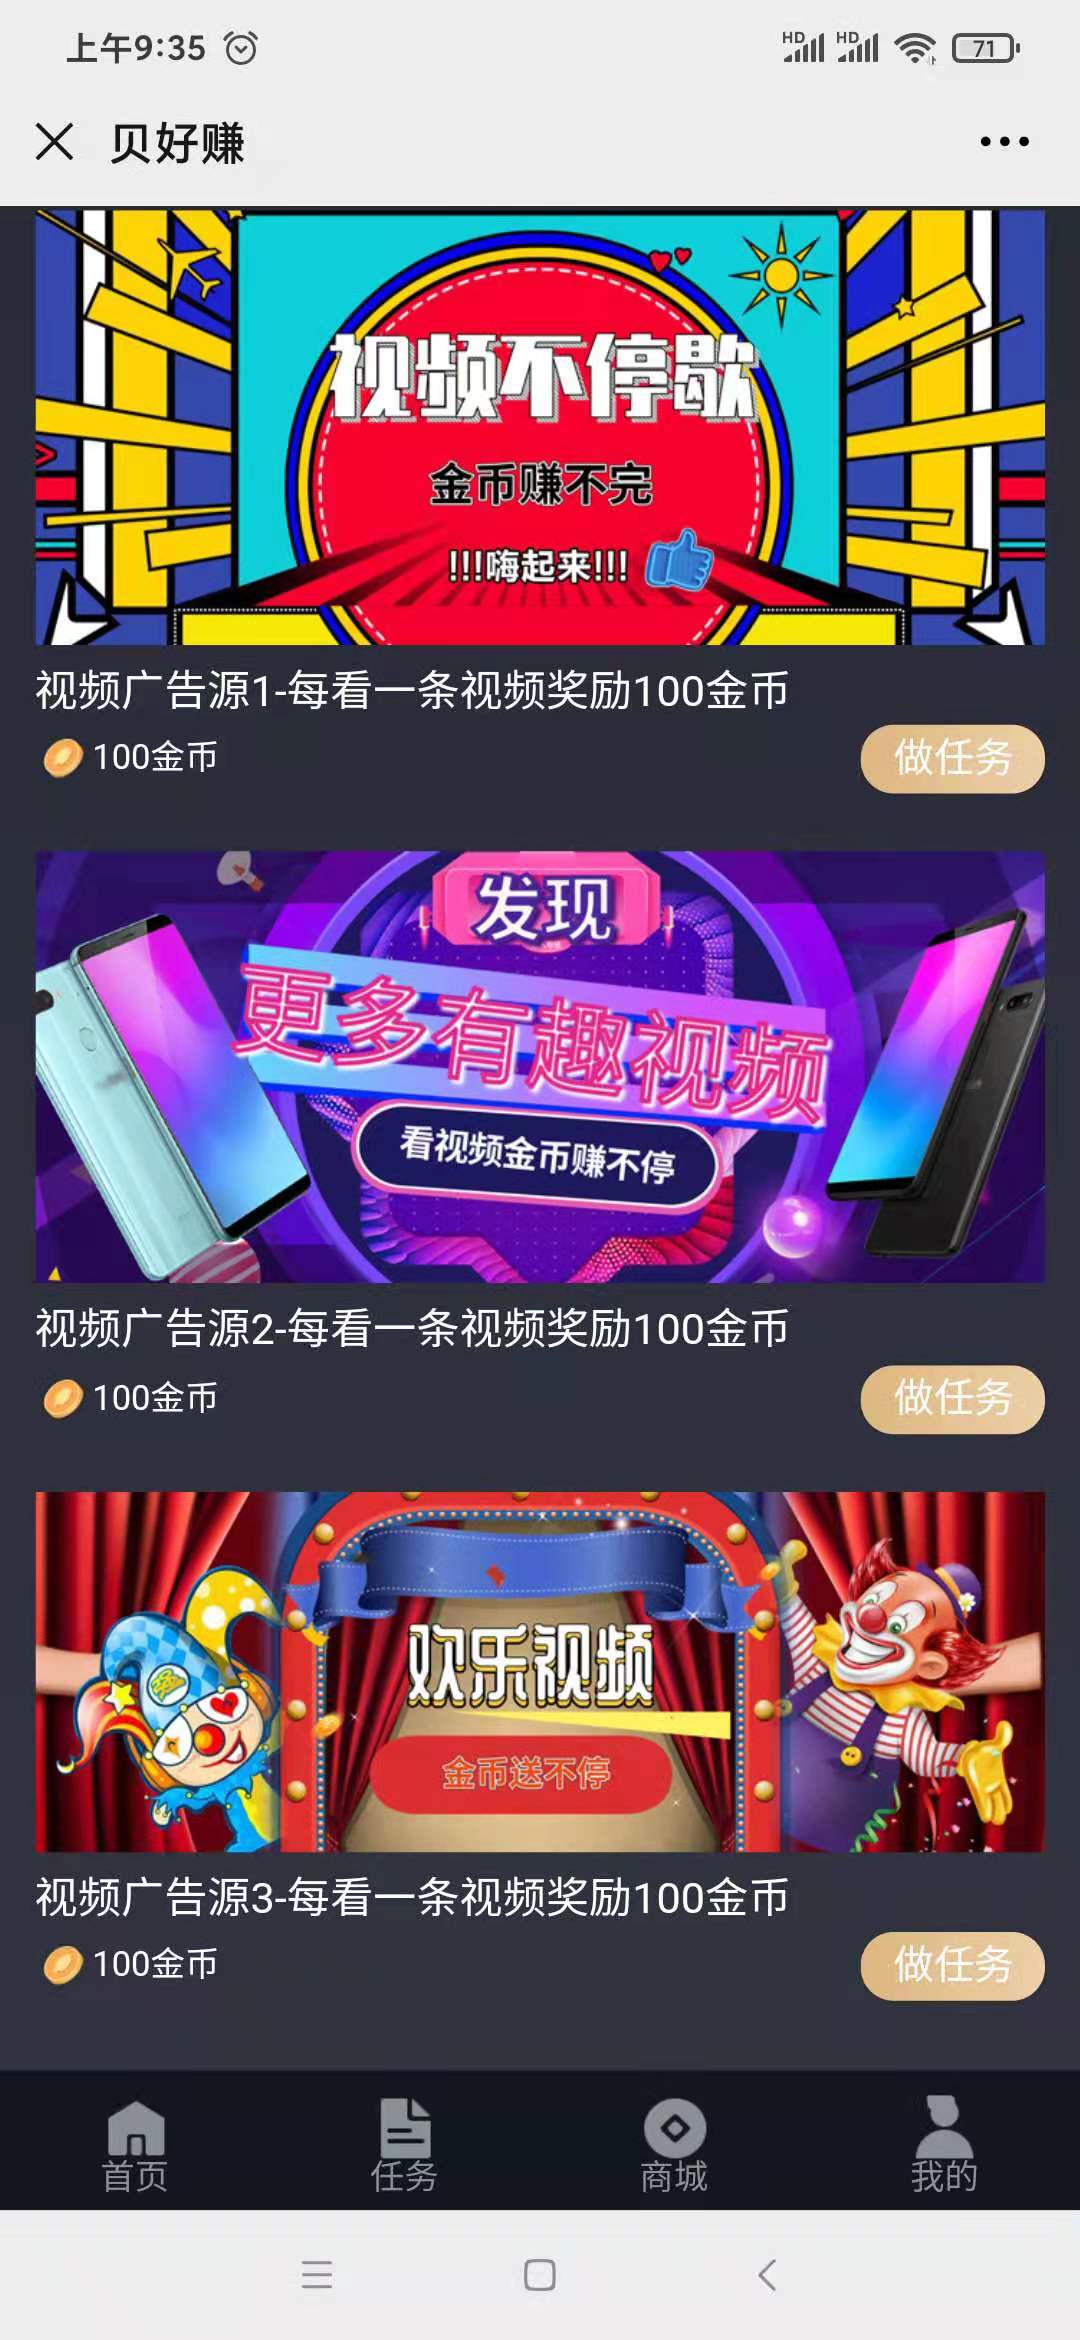 上午9:35
HD HD 71
贝好赚
视频不停歇
金币赚不完
!!!嗨起来!!!
视频广告源1-每看一条视频奖励100金币
100金币
做任务
发现
更多有趣视频
看视频金币赚不停
视频广告源2-每看一条视频奖励100金币
100金币
做任务
欢乐视频
金币送不停
视频广告源3-每看一条视频奖励100金币
100金币
做任务
首页 任务 商城 我的